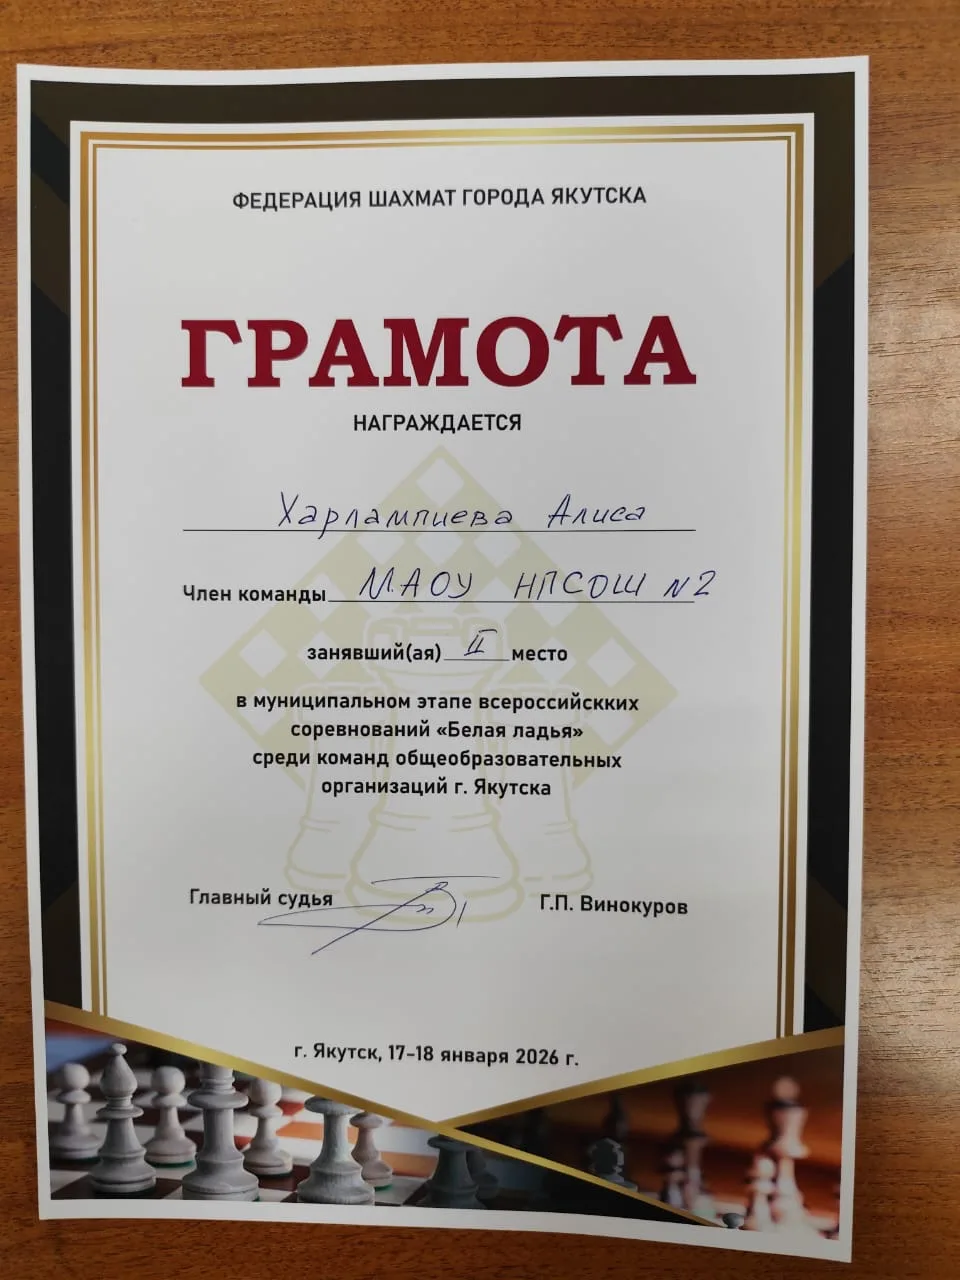 ФЕДЕРАЦИЯ ШАХМАТ ГОРОДА ЯКУТСКА
ГРАМОТА
НАГРАЖДАЕТСЯ
Харлампиева Алиса
Член команды МАОУ НПСОШ №2
занявший(ая) II место
в муниципальном этапе всероссийскких
соревнований «Белая ладья»
среди команд общеобразовательных
организаций г. Якутска
Главный судья Г.П. Винокуров
г. Якутск, 17-18 января 2026 г.